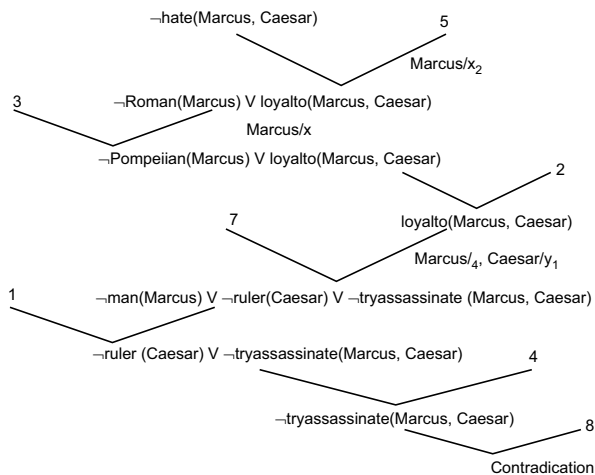 ¬hate(Marcus, Caesar)
5
Marcus/x₂
3
¬Roman(Marcus) V loyalto(Marcus, Caesar)
Marcus/x
¬Pompeiian(Marcus) V loyalto(Marcus, Caesar)
2
7
loyalto(Marcus, Caesar)
Marcus/₄, Caesar/y₁
1
¬man(Marcus) V ¬ruler(Caesar) V ¬tryassassinate (Marcus, Caesar)
¬ruler (Caesar) V ¬tryassassinate(Marcus, Caesar)
4
¬tryassassinate(Marcus, Caesar)
8
Contradication